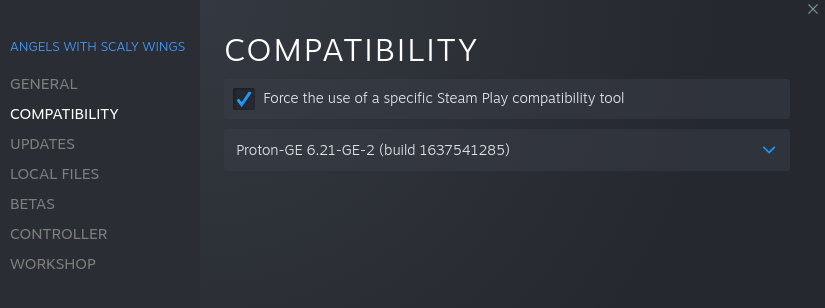 ANGELS WITH SCALY WINGS
GENERAL
COMPATIBILITY
UPDATES
LOCAL FILES
BETAS
CONTROLLER
WORKSHOP
COMPATIBILITY
Force the use of a specific Steam Play compatibility tool
Proton-GE 6.21-GE-2 (build 1637541285)